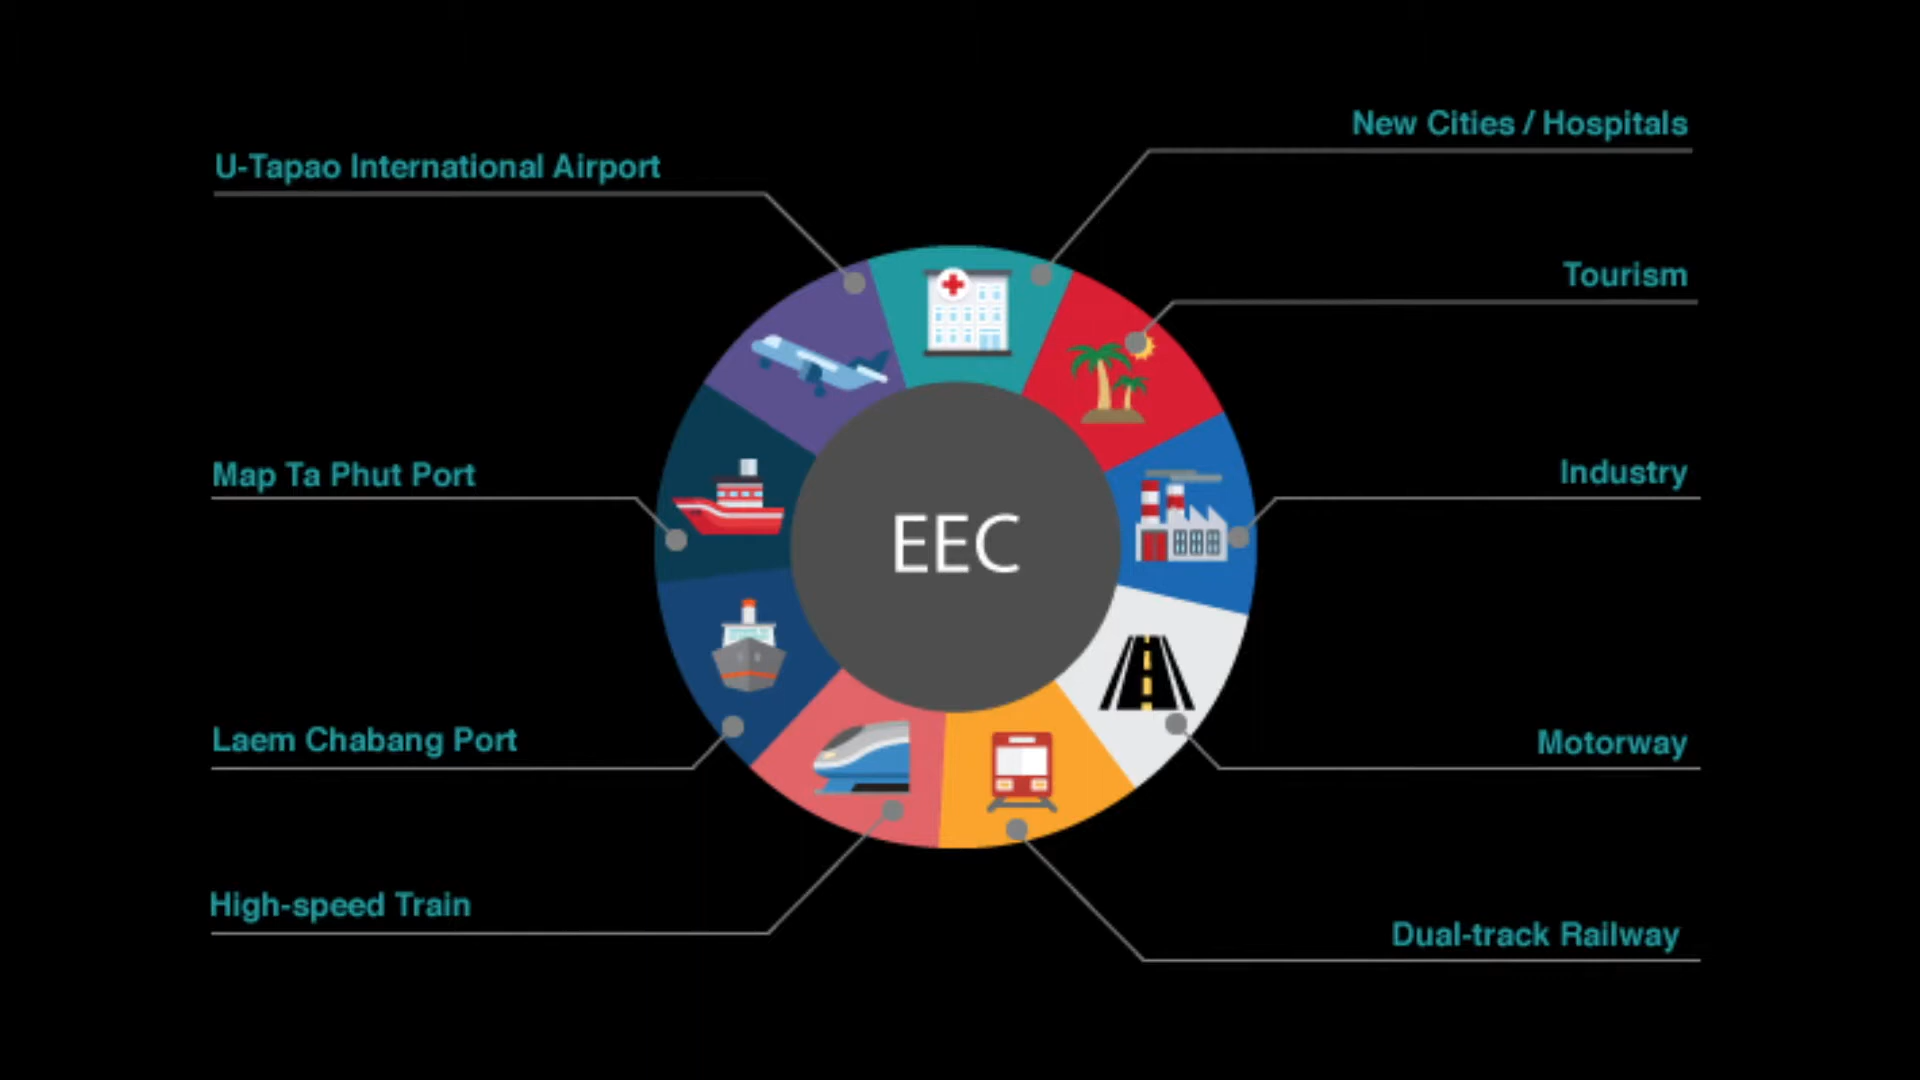 New Cities / Hospitals
U-Tapao International Airport
Tourism
Map Ta Phut Port
Industry
EEC
Laem Chabang Port
Motorway
High-speed Train
Dual-track Railway